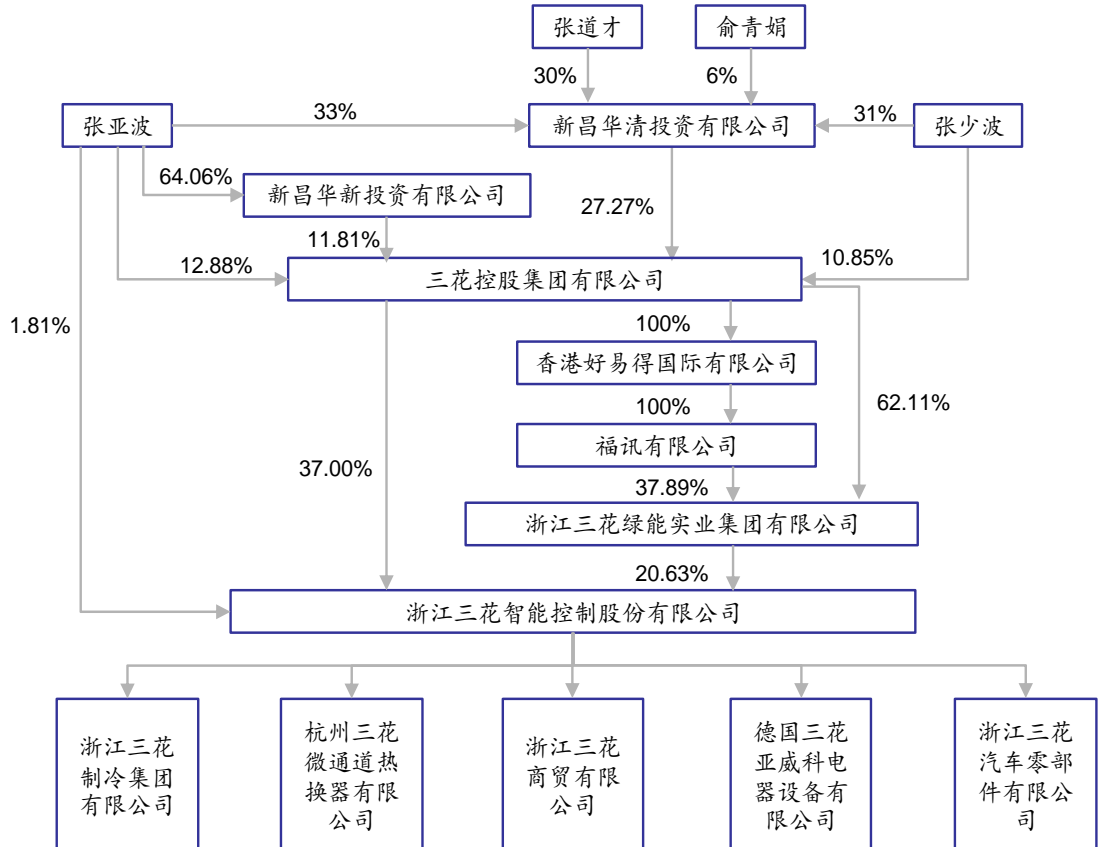 张道才
俞青娟
30%
6%
张亚波
33%
新昌华清投资有限公司
31%
张少波
64.06%
新昌华新投资有限公司
27.27%
11.81%
12.88%
三花控股集团有限公司
10.85%
1.81%
100%
香港好易得国际有限公司
100%
62.11%
福讯有限公司
37.00%
37.89%
浙江三花绿能实业集团有限公司
20.63%
浙江三花智能控制股份有限公司
浙江三花
制冷集团
有限公司
杭州三花
微通道热
换器有限
公司
浙江三花
商贸有限
公司
德国三花
亚威科电
器设备有
限公司
浙江三花
汽车零部
件有限公
司